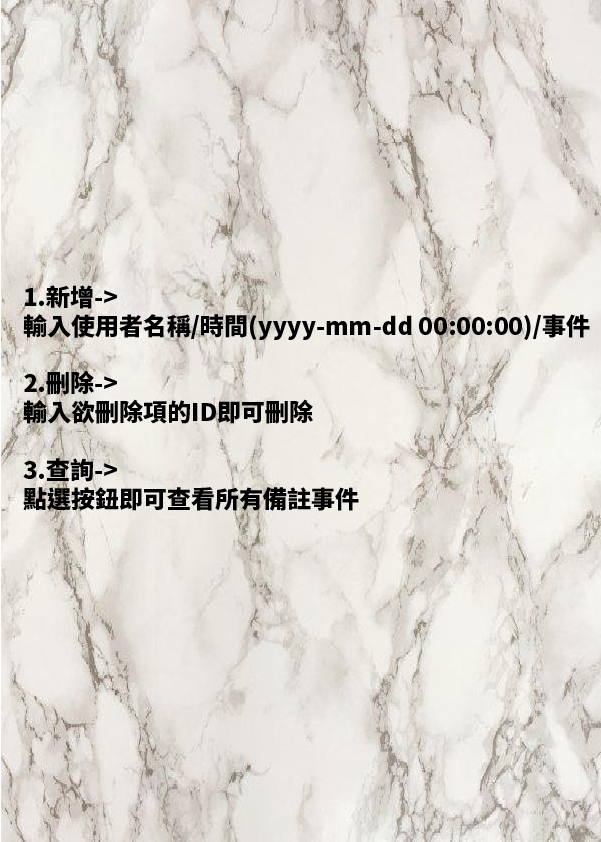 1.新增->
輸入使用者名稱/時間(yyyy-mm-dd 00:00:00)/事件
2.刪除->
輸入欲刪除項的ID即可刪除
3.查詢->
點選按鈕即可查看所有備註事件